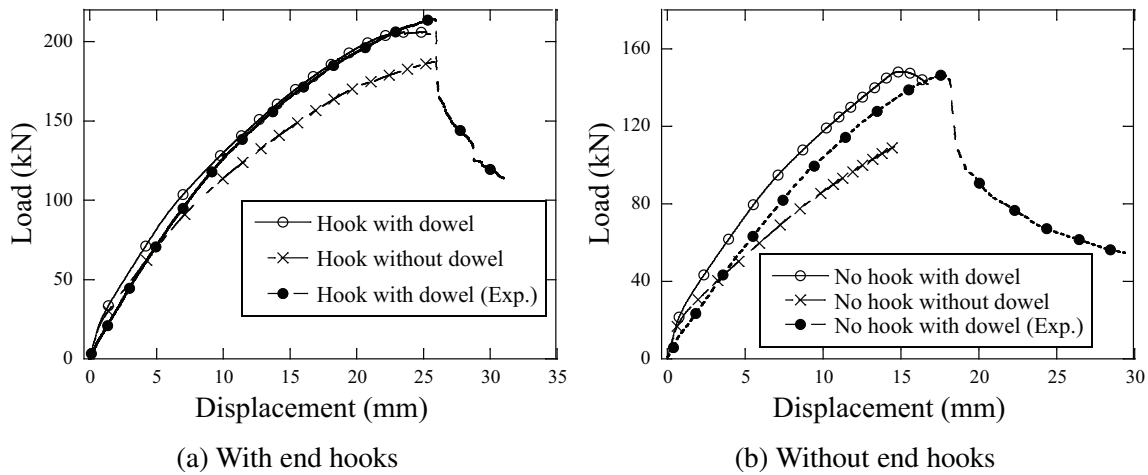 200
150
100
50
0
Load (kN)
Hook with dowel
Hook without dowel
Hook with dowel (Exp.)
0 5 10 15 20 25 30 35
Displacement (mm)
(a) With end hooks
160
120
80
40
0
Load (kN)
No hook with dowel
No hook without dowel
No hook with dowel (Exp.)
0 5 10 15 20 25 30
Displacement (mm)
(b) Without end hooks